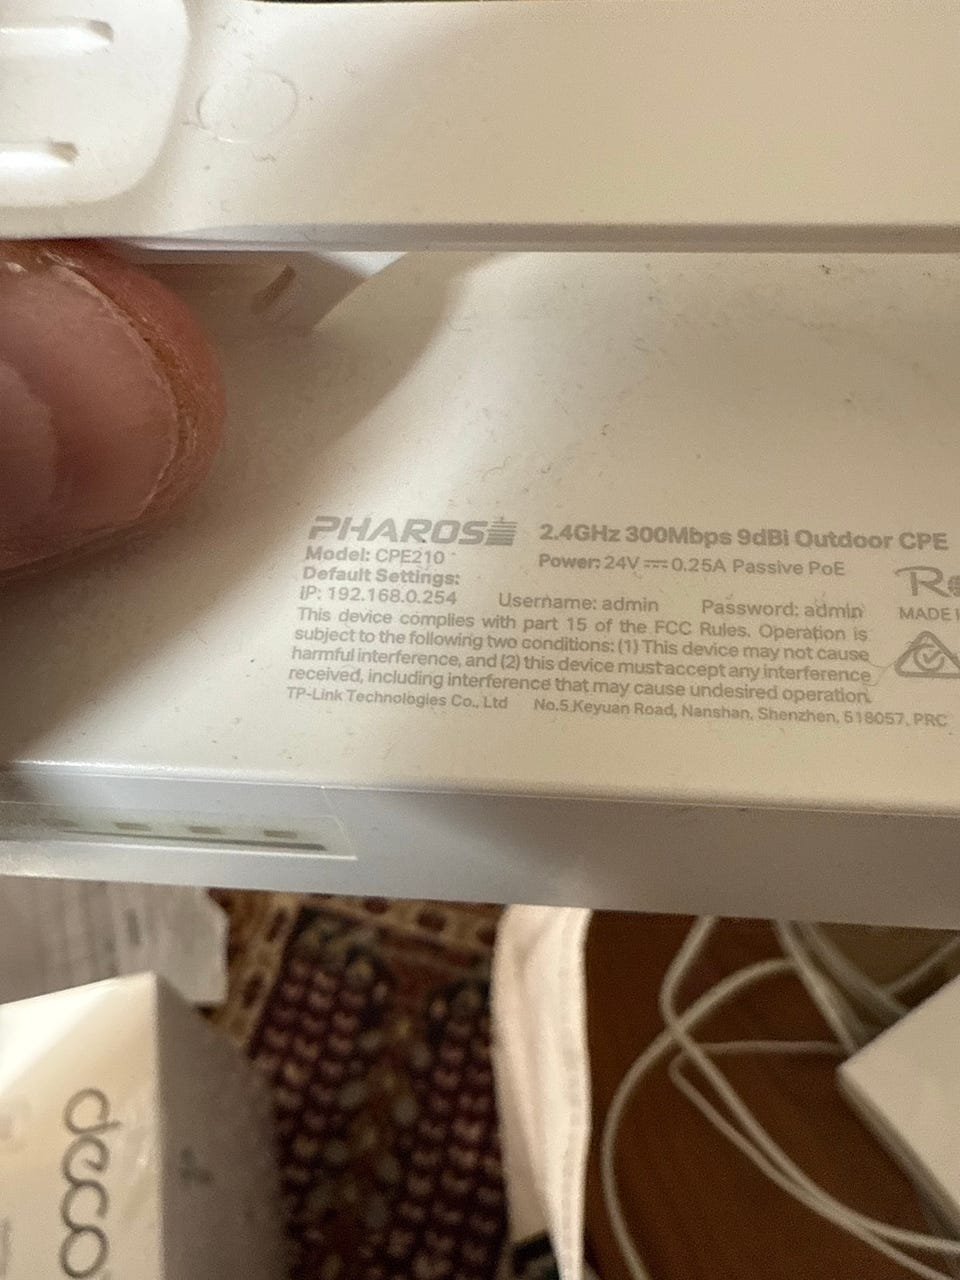 PHAROS 2.4GHz 300Mbps 9dBi Outdoor CPE
Model: CPE210 Power: 24V⎓0.25A Passive PoE
Default Settings:
IP: 192.168.0.254 Username: admin Password: admin
This device complies with part 15 of the FCC Rules. Operation is
subject to the following two conditions: (1) This device may not cause
harmful interference, and (2) this device must accept any interference
received, including interference that may cause undesired operation.
TP-Link Technologies Co., Ltd No.5 Keyuan Road, Nanshan, Shenzhen, 518057, PRC
MADE
deco